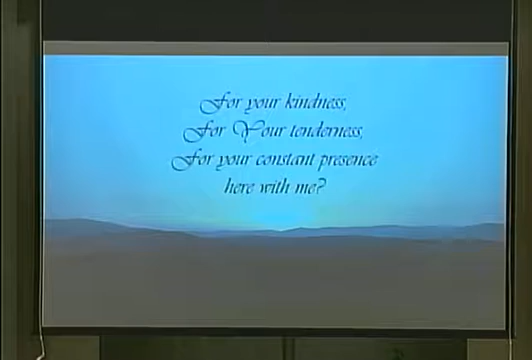 For your kindness,
For Your tenderness,
For your constant presence
here with me?